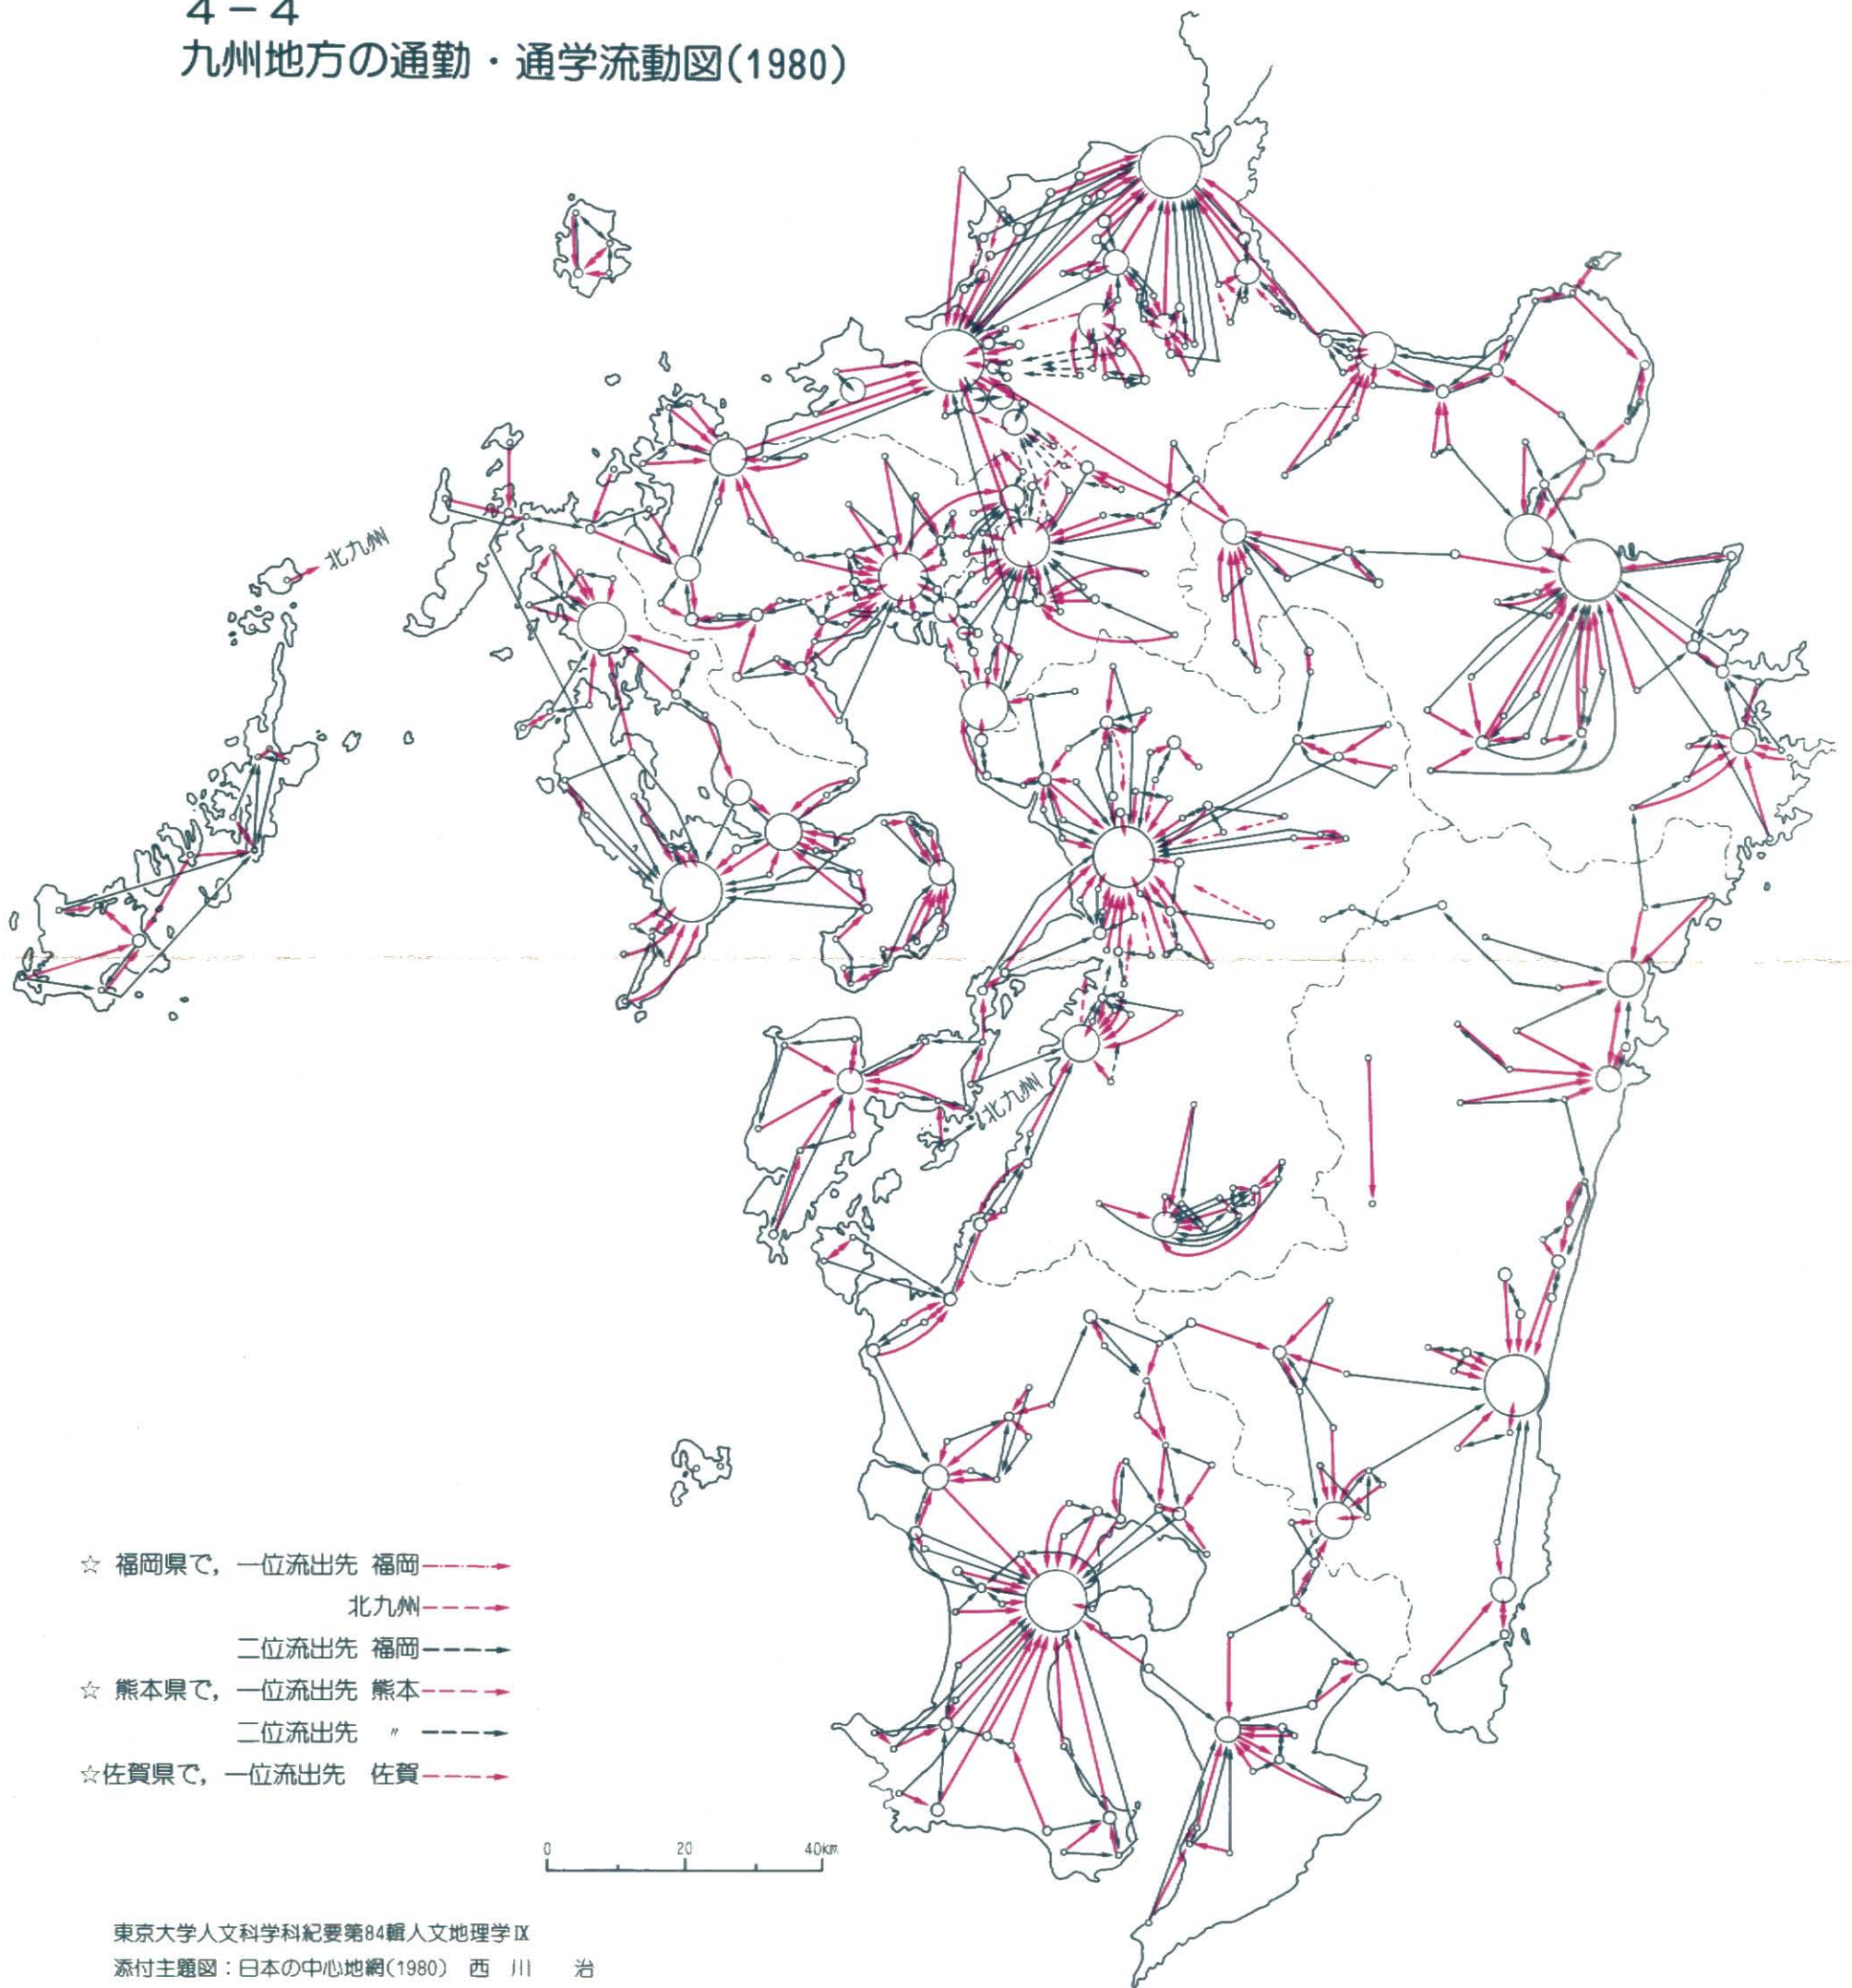 4-4
九州地方の通勤・通学流動図(1980)
北九州
北九州
☆ 福岡県で，一位流出先 福岡
北九州
二位流出先 福岡
☆ 熊本県で，一位流出先 熊本
二位流出先 〃
☆佐賀県で，一位流出先 佐賀
0 20 40km
東京大学人文科学科紀要第84輯人文地理学Ⅸ
添付主題図：日本の中心地網(1980) 西 川 治